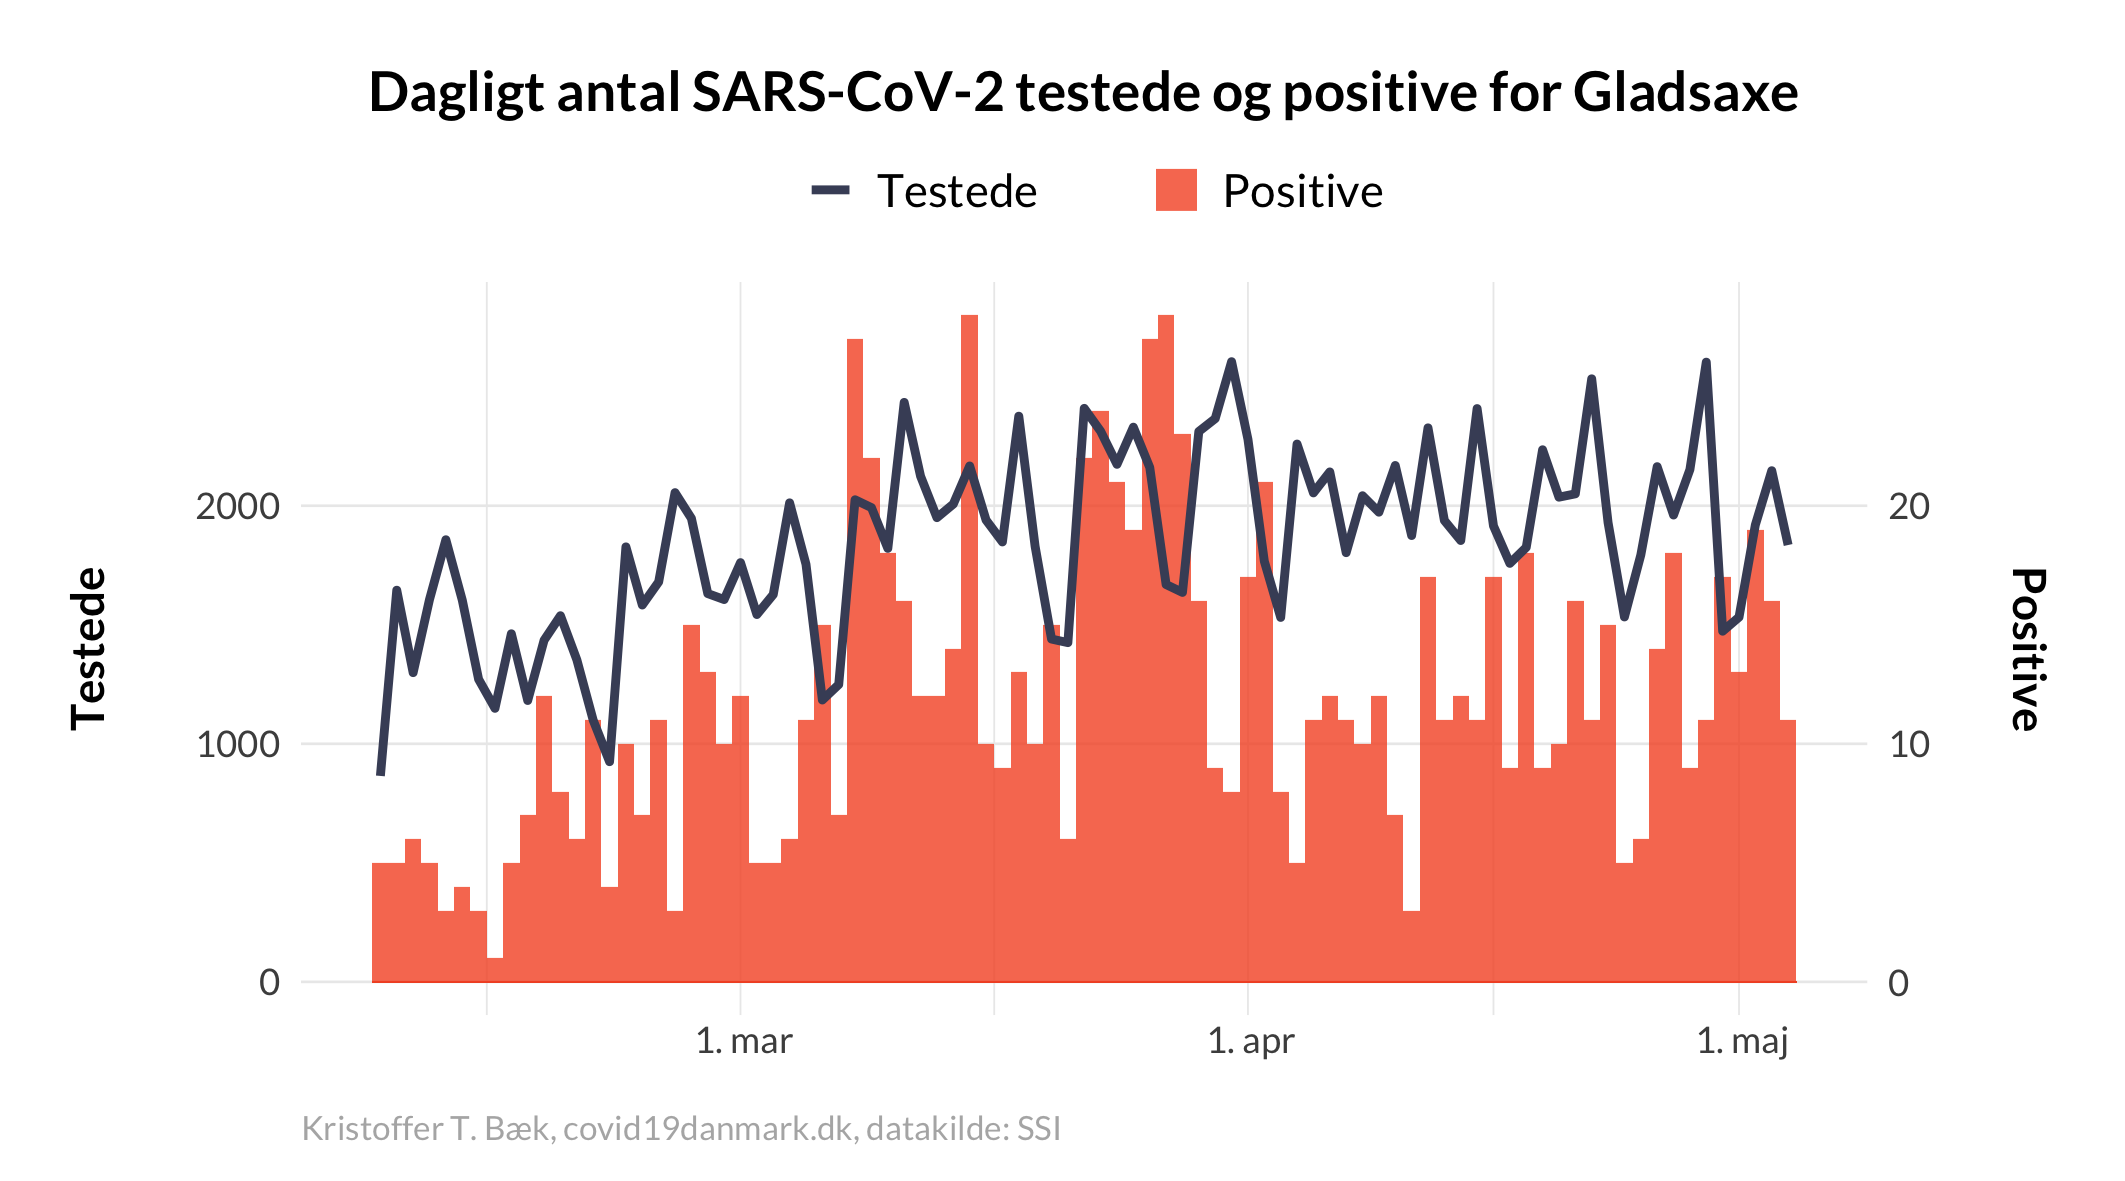 Dagligt antal SARS-CoV-2 testede og positive for Gladsaxe
Testede
Positive
2000
1000
0
Testede
20
10
0
Positive
1. mar
1. apr
1. maj
Kristoffer T. Bæk, covid19danmark.dk, datakilde: SSI